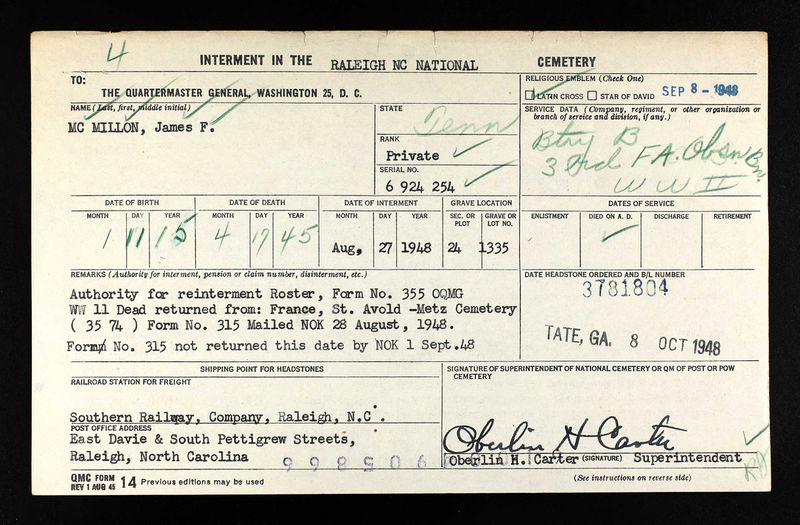 4
INTERMENT IN THE RALEIGH NC NATIONAL CEMETERY
TO:
THE QUARTERMASTER GENERAL, WASHINGTON 25, D. C.
RELIGIOUS EMBLEM (Check One)
LATIN CROSS STAR OF DAVID SEP 8 - 1948
NAME (Last, first, middle initial)
MC MILLON, James F.
STATE
Tenn
RANK
Private
SERIAL NO.
6 924 254
SERVICE DATA (Company, regiment, or other organization or
branch of service and division, if any.)
Btry B
3rd F A. Obsn Bn.
WW II
DATE OF BIRTH DATE OF DEATH DATE OF INTERMENT GRAVE LOCATION DATES OF SERVICE
MONTH DAY YEAR MONTH DAY YEAR MONTH DAY YEAR SEC. OR PLOT GRAVE OR LOT NO. ENLISTMENT DIED ON A. D. DISCHARGE RETIREMENT
1 11 15 4 17 45 Aug. 27 1948 24 1335
REMARKS (Authority for interment, pension or claim number, disinterment, etc.)
Authority for reinterment Roster, Form No. 355 OQMG
WW 11 Dead returned from: France, St. Avold -Metz Cemetery
( 35 74 ) Form No. 315 Mailed NOK 28 August, 1948.
Form No. 315 not returned this date by NOK 1 Sept.48
DATE HEADSTONE ORDERED AND B/L NUMBER
3781804
TATE, GA. 8 OCT 1948
SHIPPING POINT FOR HEADSTONES
RAILROAD STATION FOR FREIGHT
Southern Railway, Company, Raleigh, N.C.
POST OFFICE ADDRESS
East Davie & South Pettigrew Streets,
Raleigh, North Carolina
SIGNATURE OF SUPERINTENDENT OF NATIONAL CEMETERY OR QM OF POST OR POW
CEMETERY
Oberlin H Carter
Oberlin H. Carter (SIGNATURE) Superintendent
QMC FORM
REV 1 AUG 45 14 Previous editions may be used
(See instructions on reverse side)